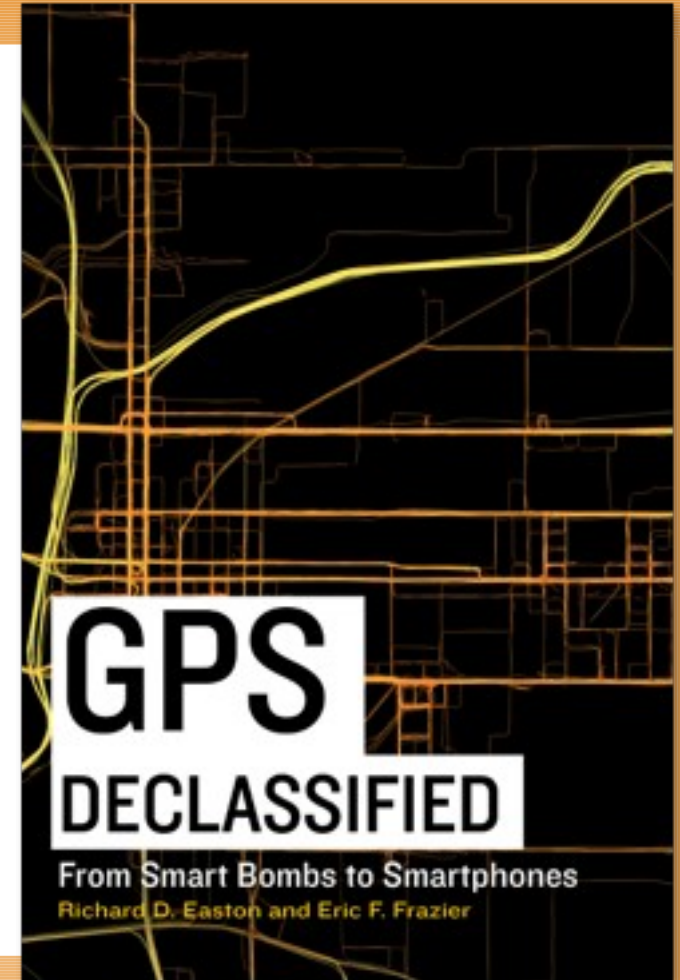 GPS
DECLASSIFIED
From Smart Bombs to Smartphones
Richard D. Easton and Eric F. Frazier